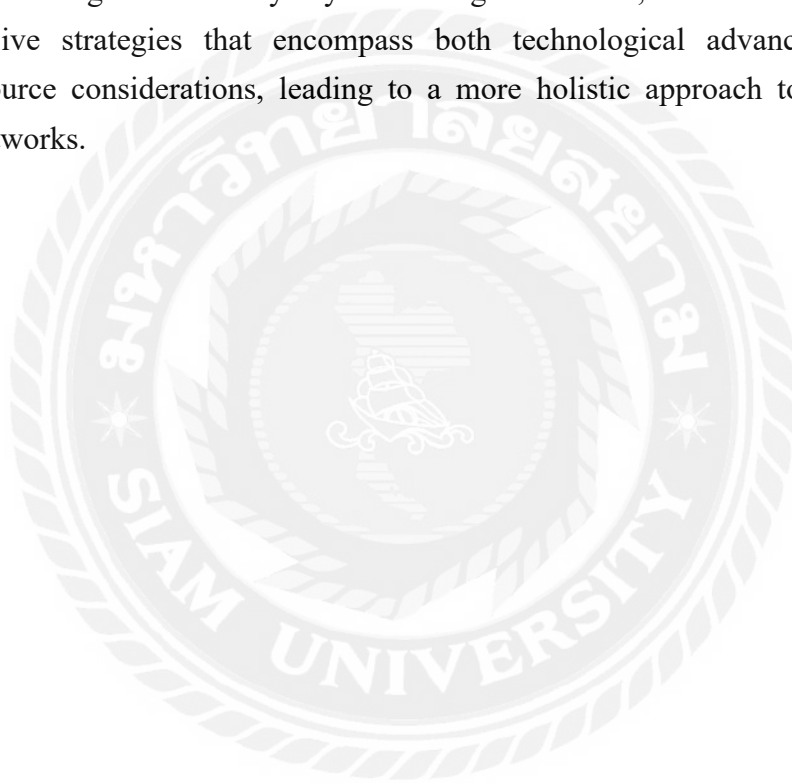 ive strategies that encompass both technological advanc
ource considerations, leading to a more holistic approach to
works.
มหาวิทยาลัยสยาม
SIAM UNIVERSITY